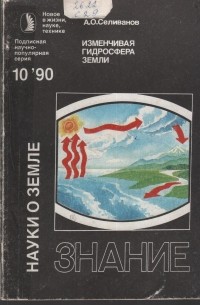 Новое
в жизни,
науке,
технике
Подписная
научно-
популярная
серия
10'90
А.О.Селиванов
ИЗМЕНЧИВАЯ
ГИДРОСФЕРА
ЗЕМЛИ
НАУКИ О ЗЕМЛЕ
ЗНАНИЕ